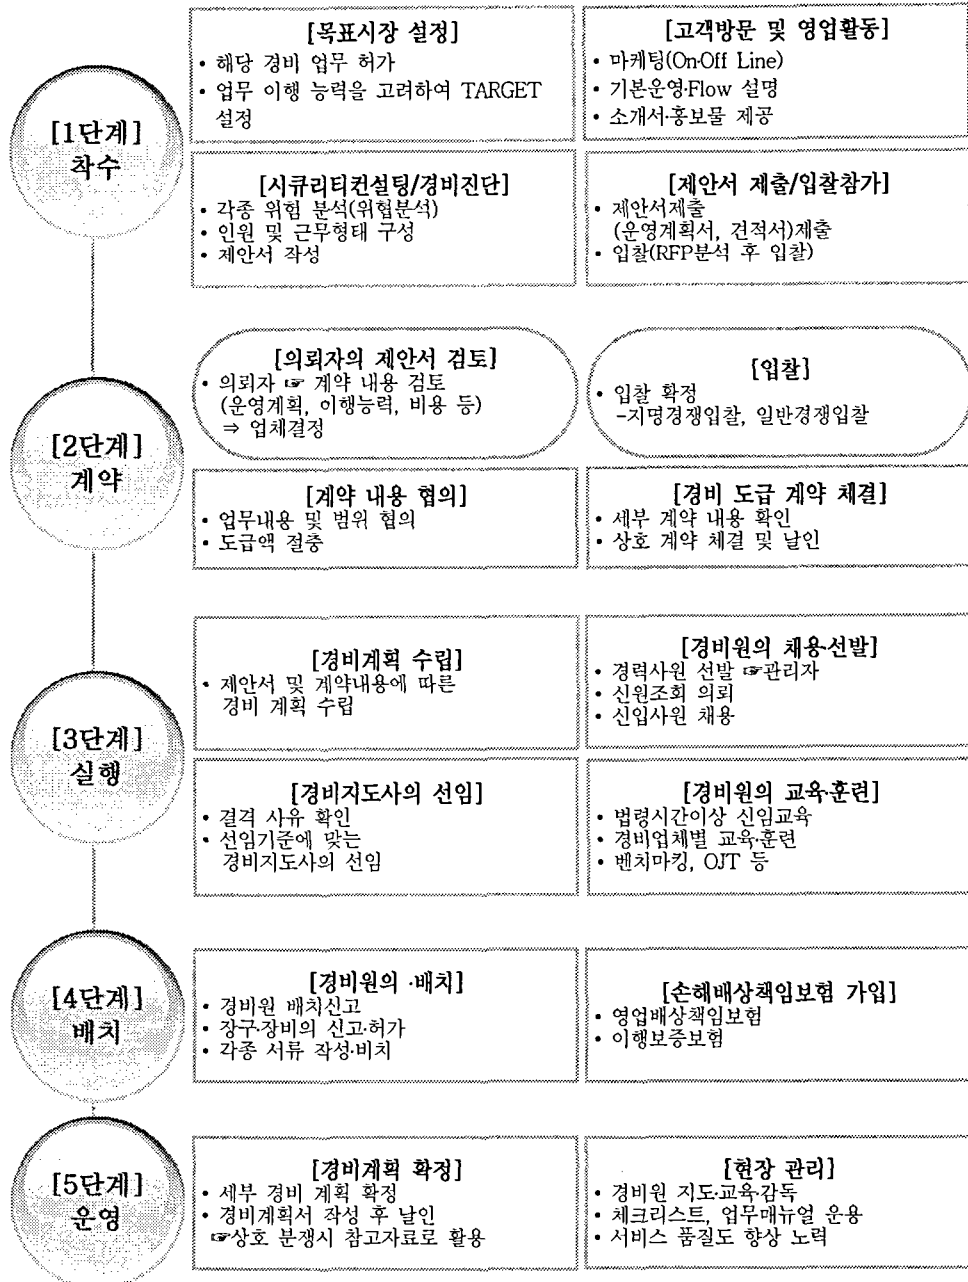 [1단계]
착수
[목표시장 설정]
• 해당 경비 업무 허가
• 업무 이행 능력을 고려하여 TARGET
설정
[고객방문 및 영업활동]
• 마케팅(On·Off Line)
• 기본운영·Flow 설명
• 소개서·홍보물 제공
[시큐리티컨설팅/경비진단]
• 각종 위험 분석(위협분석)
• 인원 및 근무형태 구성
• 제안서 작성
[제안서 제출/입찰참가]
• 제안서제출
(운영계획서, 견적서)제출
• 입찰(RFP분석 후 입찰)
[2단계]
계약
[의뢰자의 제안서 검토]
• 의뢰자 ☞ 계약 내용 검토
(운영계획, 이행능력, 비용 등)
⇒ 업체결정
[입찰]
• 입찰 확정
-지명경쟁입찰, 일반경쟁입찰
[계약 내용 협의]
• 업무내용 및 범위 협의
• 도급액 절충
[경비 도급 계약 체결]
• 세부 계약 내용 확인
• 상호 계약 체결 및 날인
[3단계]
실행
[경비계획 수립]
• 제안서 및 계약내용에 따른
경비 계획 수립
[경비원의 채용·선발]
• 경력사원 선발 ☞관리자
• 신원조회 의뢰
• 신입사원 채용
[경비지도사의 선임]
• 결격 사유 확인
• 선임기준에 맞는
경비지도사의 선임
[경비원의 교육·훈련]
• 법령시간이상 신임교육
• 경비업체별 교육·훈련
• 벤치마킹, OJT 등
[4단계]
배치
[경비원의 ·배치]
• 경비원 배치신고
• 장구·장비의 신고·허가
• 각종 서류 작성·비치
[손해배상책임보험 가입]
• 영업배상책임보험
• 이행보증보험
[5단계]
운영
[경비계획 확정]
• 세부 경비 계획 확정
• 경비계획서 작성 후 날인
☞상호 분쟁시 참고자료로 활용
[현장 관리]
• 경비원 지도·교육·감독
• 체크리스트, 업무매뉴얼 운용
• 서비스 품질도 향상 노력